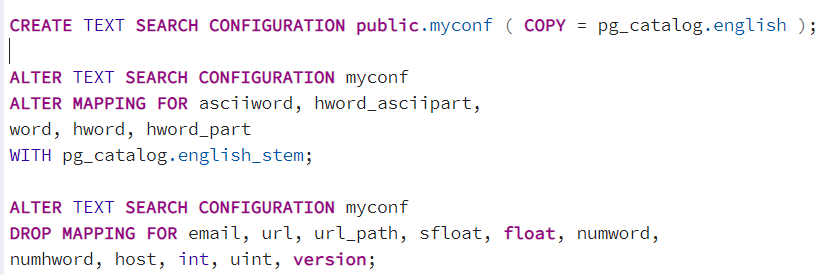 CREATE TEXT SEARCH CONFIGURATION public.myconf ( COPY = pg_catalog.english );
ALTER TEXT SEARCH CONFIGURATION myconf
ALTER MAPPING FOR asciiword, hword_asciipart,
word, hword, hword_part
WITH pg_catalog.english_stem;
ALTER TEXT SEARCH CONFIGURATION myconf
DROP MAPPING FOR email, url, url_path, sfloat, float, numword,
numhword, host, int, uint, version;